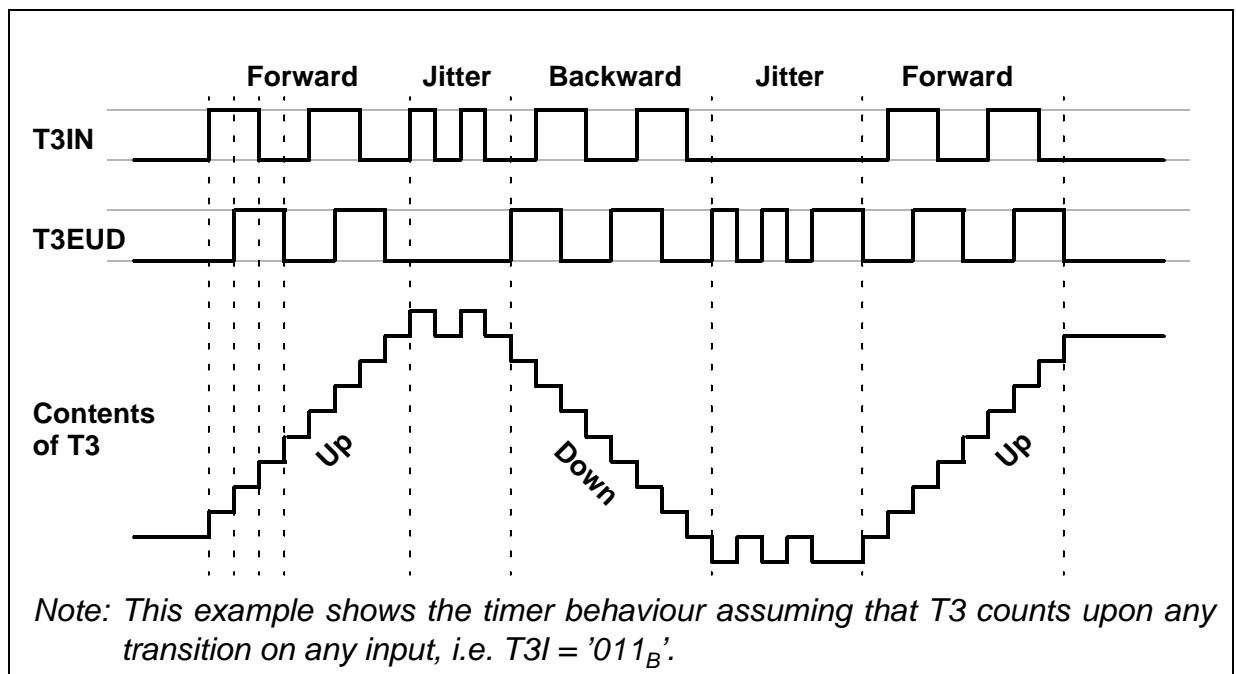 Forward Jitter Backward Jitter Forward
T3IN
T3EUD
Contents
of T3
Up
Down
Up
Note: This example shows the timer behaviour assuming that T3 counts upon any
transition on any input, i.e. T3I = '011B'.